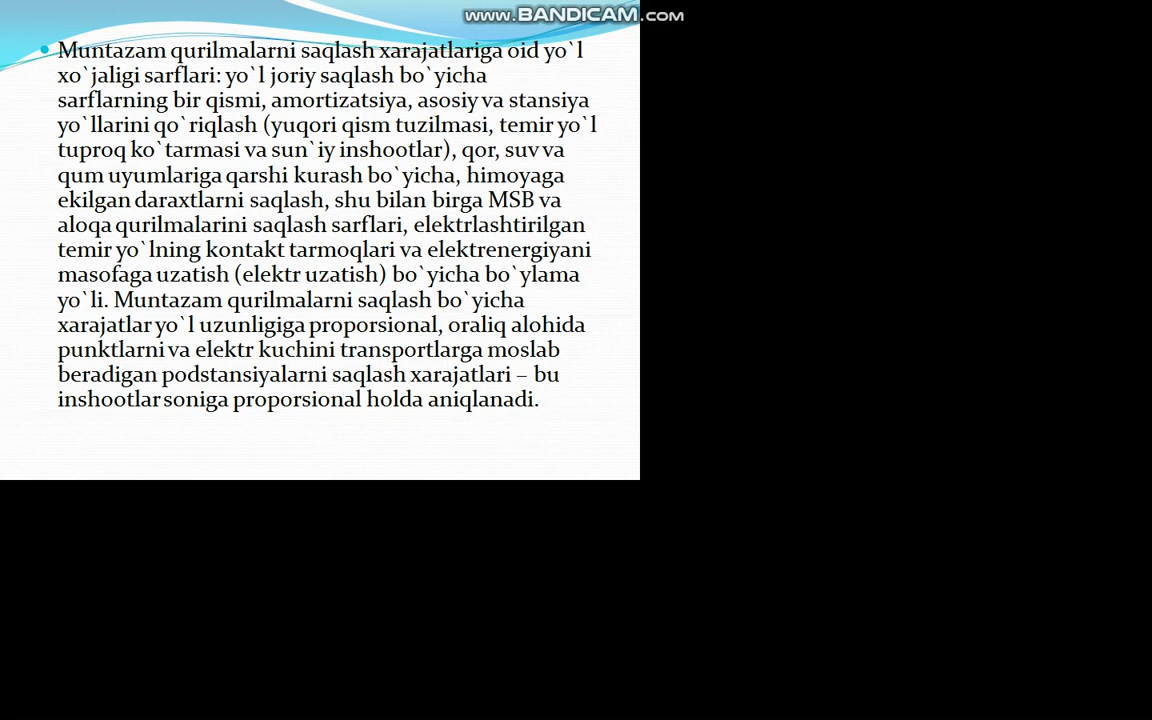 www.BANDICAM.com
• Muntazam qurilmalarni saqlash xarajatlariga oid yo`l
xo`jaligi sarflari: yo`l joriy saqlash bo`yicha
sarflarning bir qismi, amortizatsiya, asosiy va stansiya
yo`llarini qo`riqlash (yuqori qism tuzilmasi, temir yo`l
tuproq ko`tarmasi va sun`iy inshootlar), qor, suv va
qum uyumlariga qarshi kurash bo`yicha, himoyaga
ekilgan daraxtlarni saqlash, shu bilan birga MSB va
aloqa qurilmalarini saqlash sarflari, elektrlashtirilgan
temir yo`lning kontakt tarmoqlari va elektrenergiyani
masofaga uzatish (elektr uzatish) bo`yicha bo`ylama
yo`li. Muntazam qurilmalarni saqlash bo`yicha
xarajatlar yo`l uzunligiga proporsional, oraliq alohida
punktlarni va elektr kuchini transportlarga moslab
beradigan podstansiyalarni saqlash xarajatlari – bu
inshootlar soniga proporsional holda aniqlanadi.